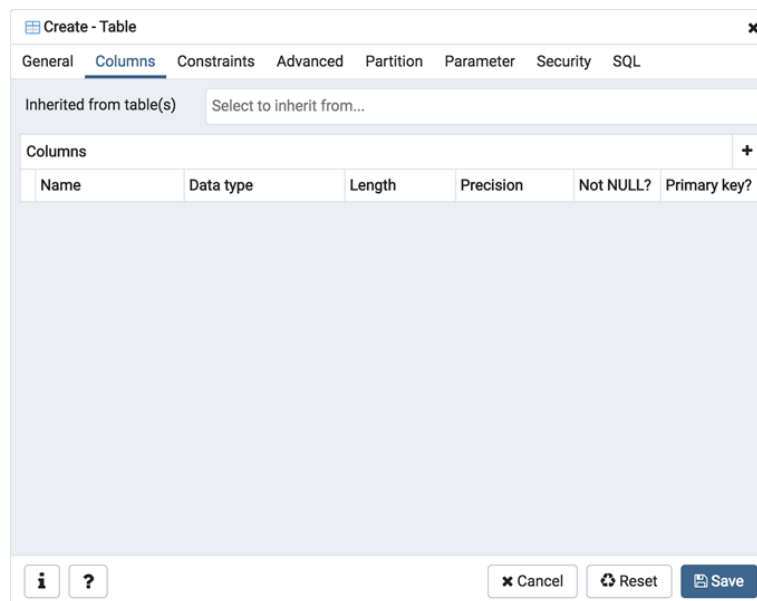 Create - Table
General Columns Constraints Advanced Partition Parameter Security SQL
Inherited from table(s) Select to inherit from...
Columns
Name Data type Length Precision Not NULL? Primary key?
i ? Cancel Reset Save